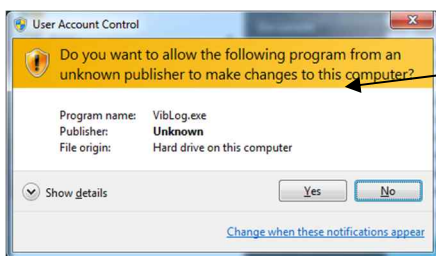 User Account Control
Do you want to allow the following program from an
unknown publisher to make changes to this computer?
Program name: VibLog.exe
Publisher: Unknown
File origin: Hard drive on this computer
Show details
Yes No
Change when these notifications appear